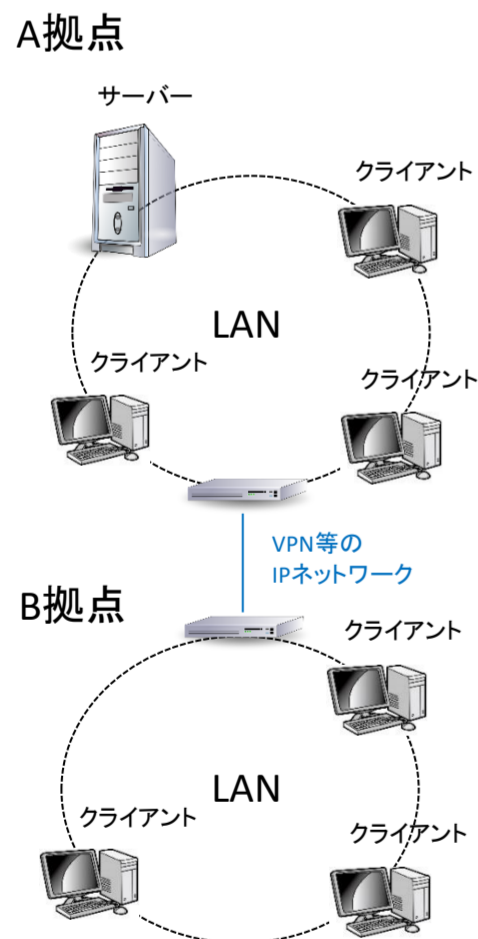 A拠点
サーバー
クライアント
LAN
クライアント
クライアント
VPN等の
IPネットワーク
B拠点
クライアント
LAN
クライアント
クライアント